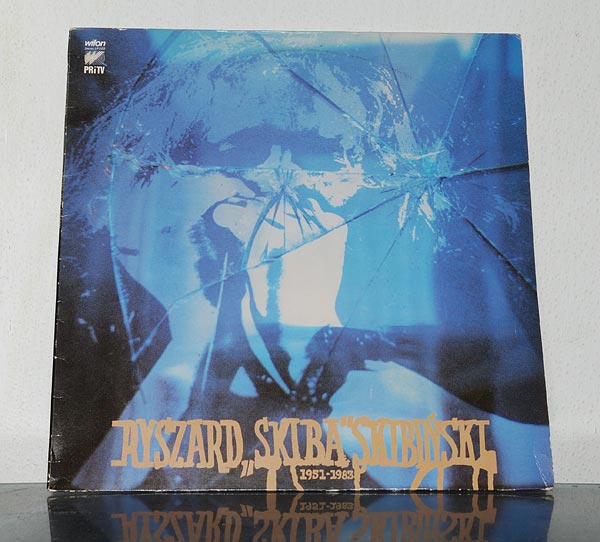 wifon
PRiTV
RYSZARD „SKIBA" SKIBIŃSKI
1951-1983